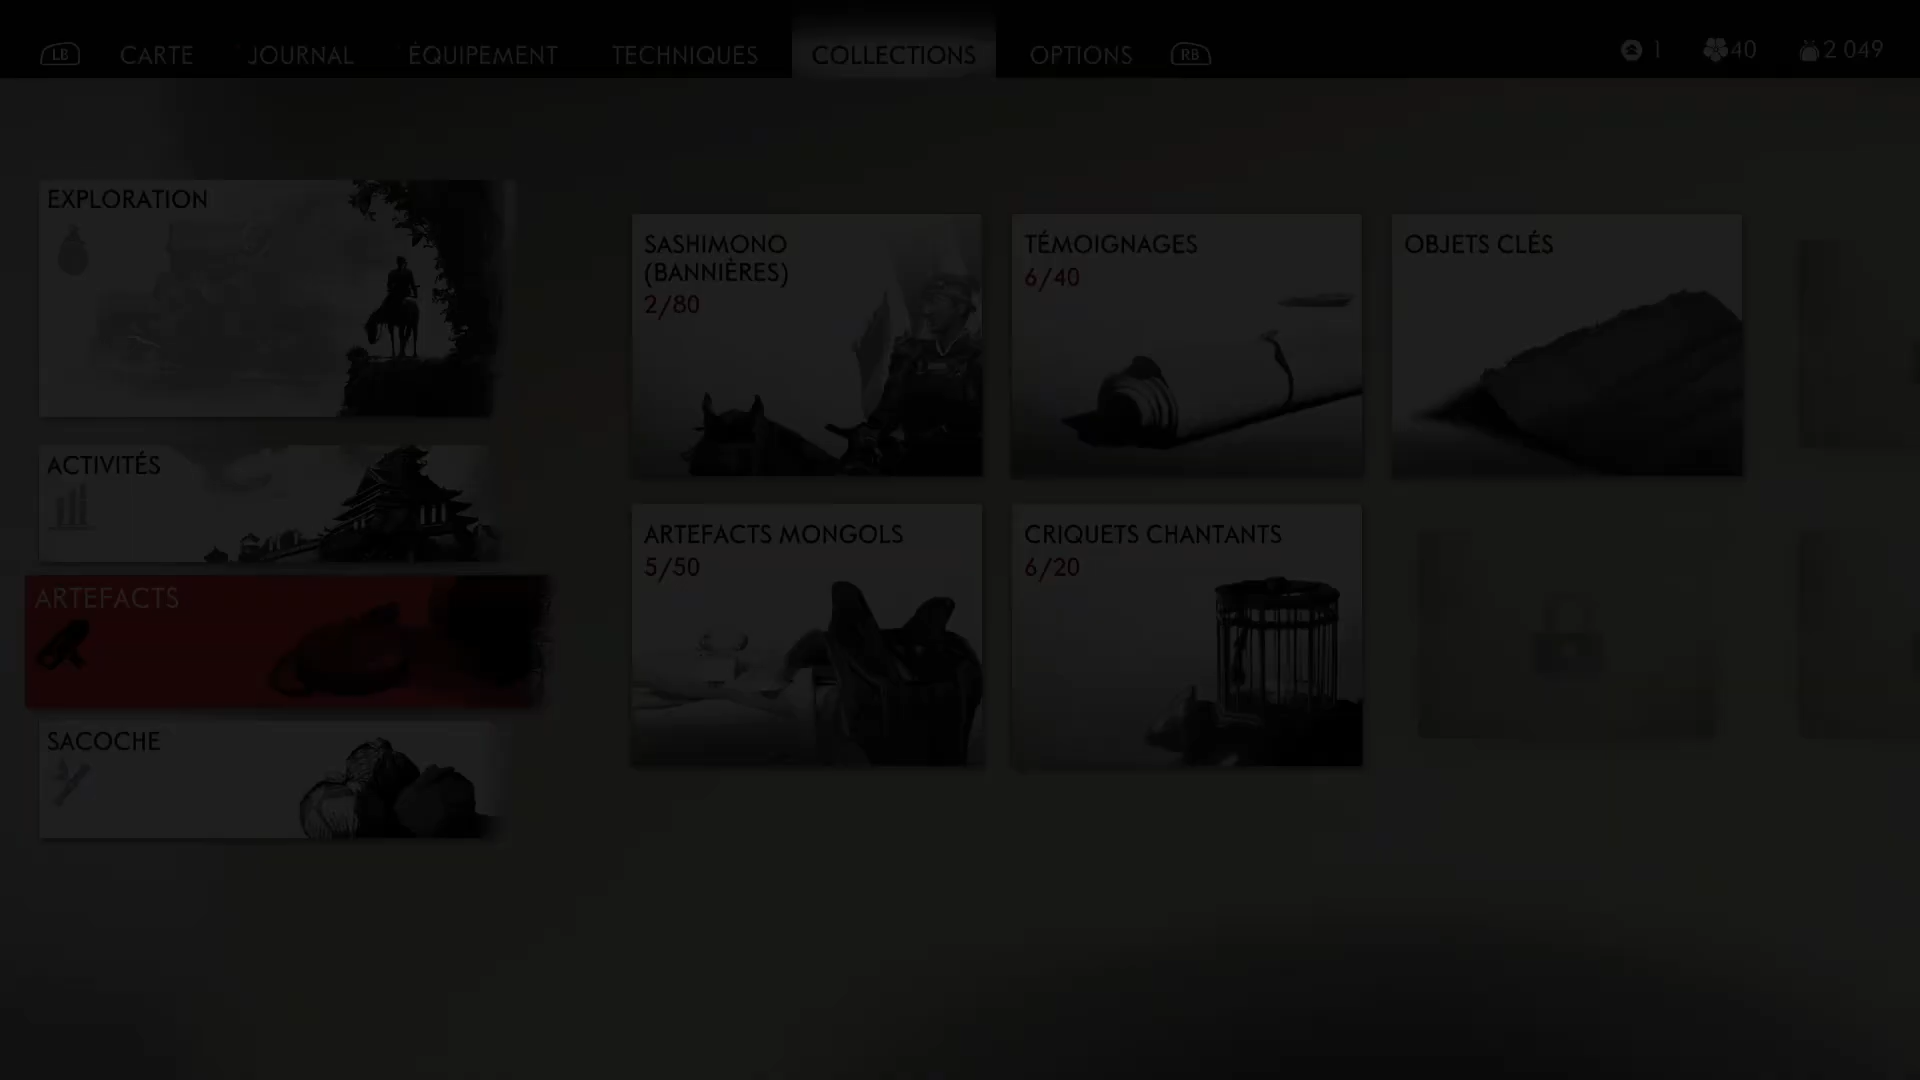 LB CARTE JOURNAL ÉQUIPEMENT TECHNIQUES COLLECTIONS OPTIONS RB 1 40 2 049
EXPLORATION
ACTIVITÉS
ARTEFACTS
SACOCHE
SASHIMONO
(BANNIÈRES)
2/80
TÉMOIGNAGES
6/40
OBJETS CLÉS
ARTEFACTS MONGOLS
5/50
CRIQUETS CHANTANTS
6/20